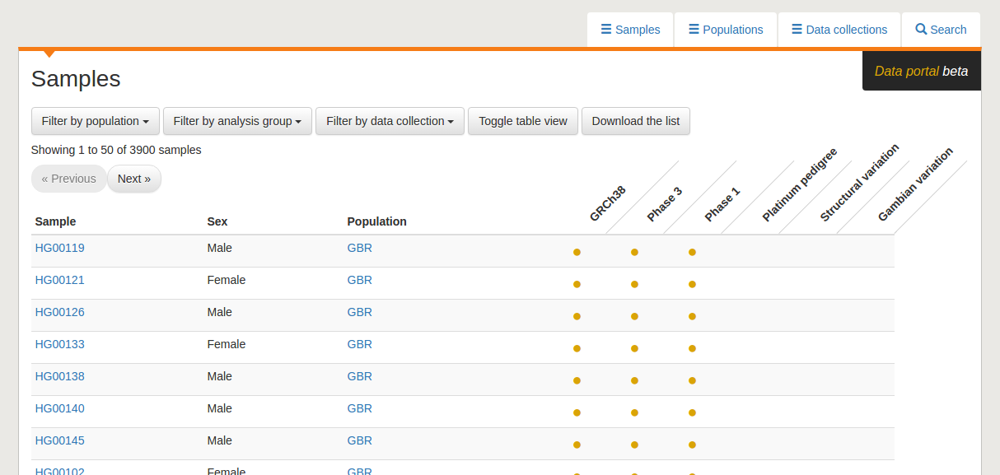 Samples Populations Data collections Search
Data portal beta
Samples
Filter by population Filter by analysis group Filter by data collection Toggle table view Download the list
Showing 1 to 50 of 3900 samples
« Previous Next »
Sample Sex Population GRCh38 Phase 3 Phase 1 Platinum pedigree Structural variation Gambian variation
HG00119 Male GBR
HG00121 Female GBR
HG00126 Male GBR
HG00133 Female GBR
HG00138 Male GBR
HG00140 Male GBR
HG00145 Male GBR
HG00102 Female GBR